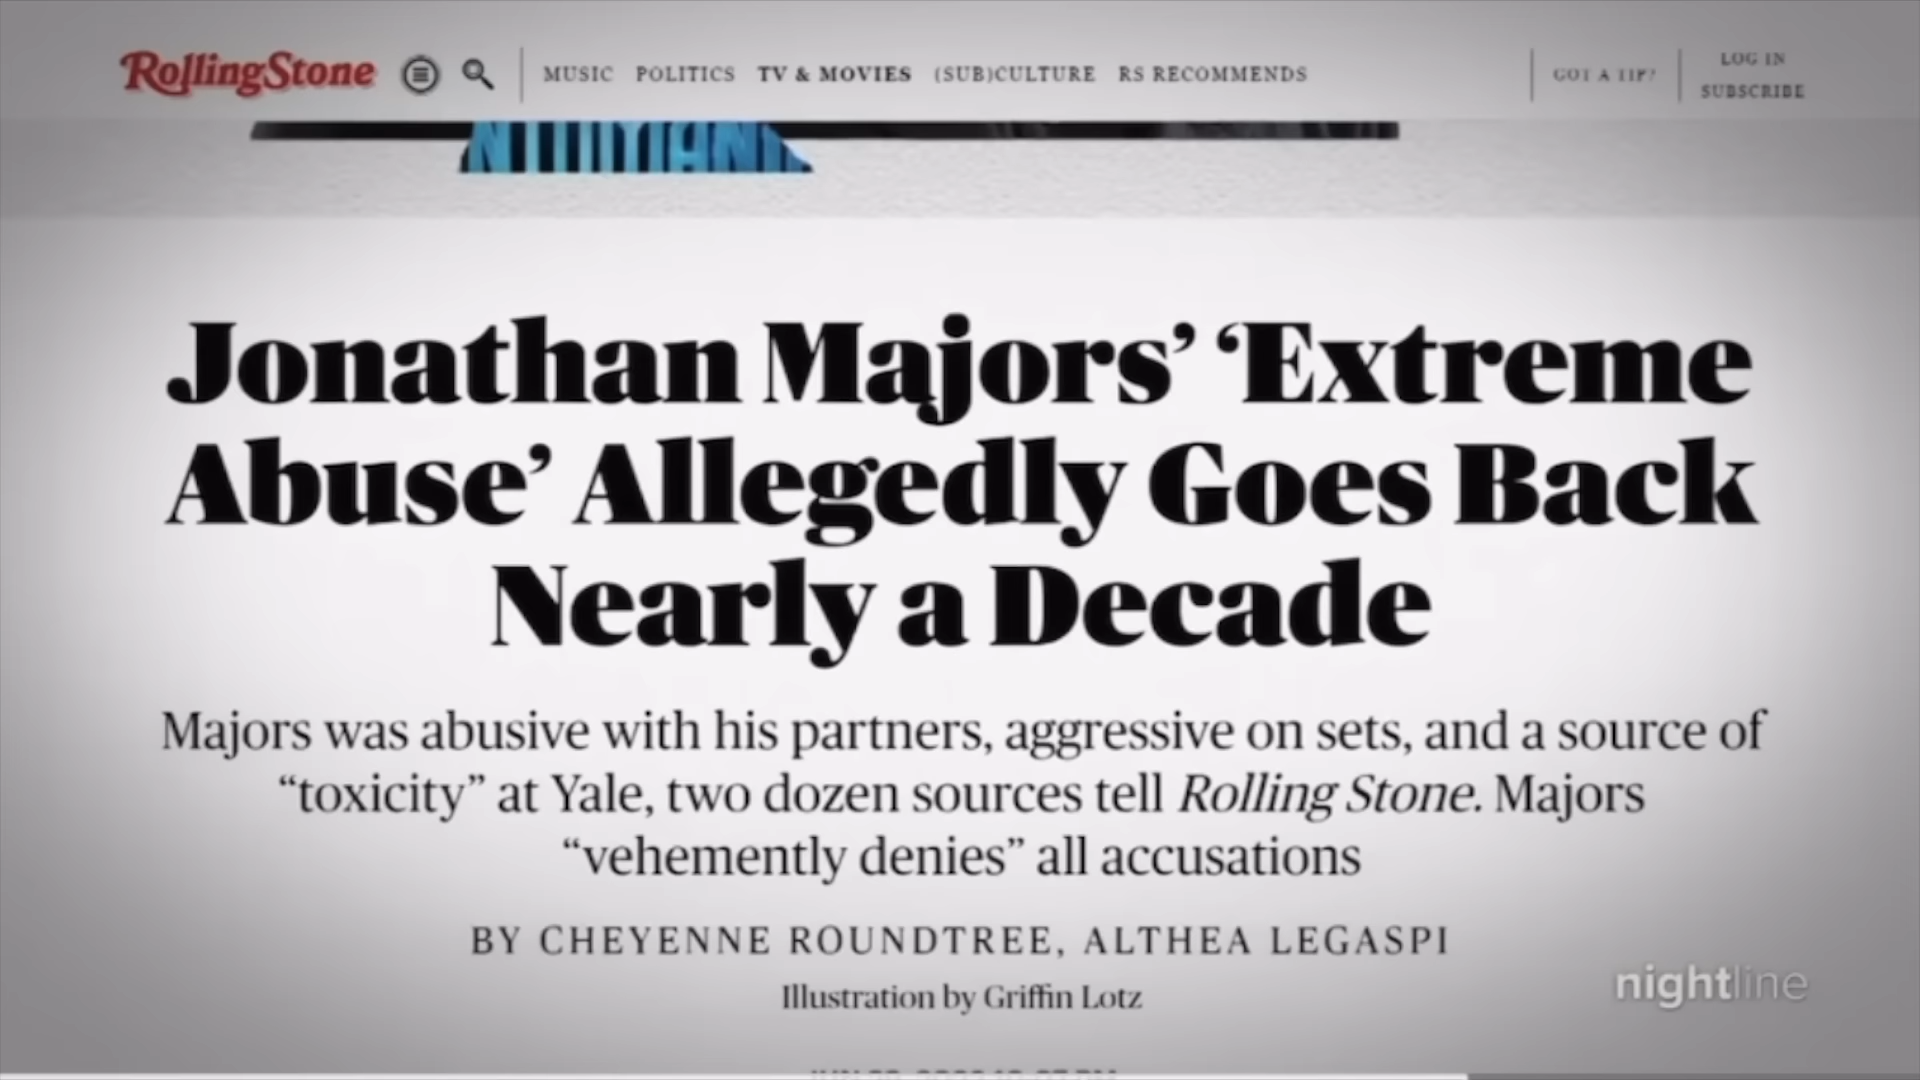 RollingStone
MUSIC POLITICS TV & MOVIES (SUB)CULTURE RS RECOMMENDS
GOT A TIP?
LOG IN
SUBSCRIBE
Jonathan Majors’ ‘Extreme
Abuse’ Allegedly Goes Back
Nearly a Decade
Majors was abusive with his partners, aggressive on sets, and a source of
“toxicity” at Yale, two dozen sources tell Rolling Stone. Majors
“vehemently denies” all accusations
BY CHEYENNE ROUNDTREE, ALTHEA LEGASPI
Illustration by Griffin Lotz
nightline